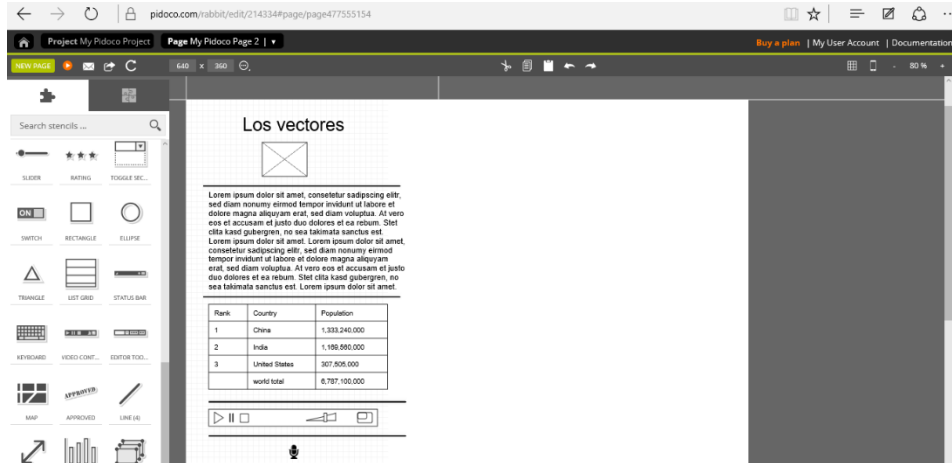 pidoco.com/rabbit/edit/214334#page/page477555154
Project My Pidoco Project
Page My Pidoco Page 2 | ▾
Buy a plan | My User Account | Documentation
NEW PAGE
640 x 360
- 80 % +
Search stencils ...
SLIDER RATING TOGGLE SEC...
ON
SWITCH RECTANGLE ELLIPSE
TRIANGLE LIST GRID STATUS BAR
KEYBOARD VIDEO CONT... EDITOR TOO...
APPROVED
MAP APPROVED LINE (4)
Los vectores
Lorem ipsum dolor sit amet, consetetur sadipscing elitr,
sed diam nonumy eirmod tempor invidunt ut labore et
dolore magna aliquyam erat, sed diam voluptua. At vero
eos et accusam et justo duo dolores et ea rebum. Stet
clita kasd gubergren, no sea takimata sanctus est.
Lorem ipsum dolor sit amet. Lorem ipsum dolor sit amet,
consetetur sadipscing elitr, sed diam nonumy eirmod
tempor invidunt ut labore et dolore magna aliquyam
erat, sed diam voluptua. At vero eos et accusam et justo
duo dolores et ea rebum. Stet clita kasd gubergren, no
sea takimata sanctus est. Lorem ipsum dolor sit amet.
Rank Country Population
1 China 1,333,240,000
2 India 1,169,560,000
3 United States 307,505,000
world total 6,787,100,000